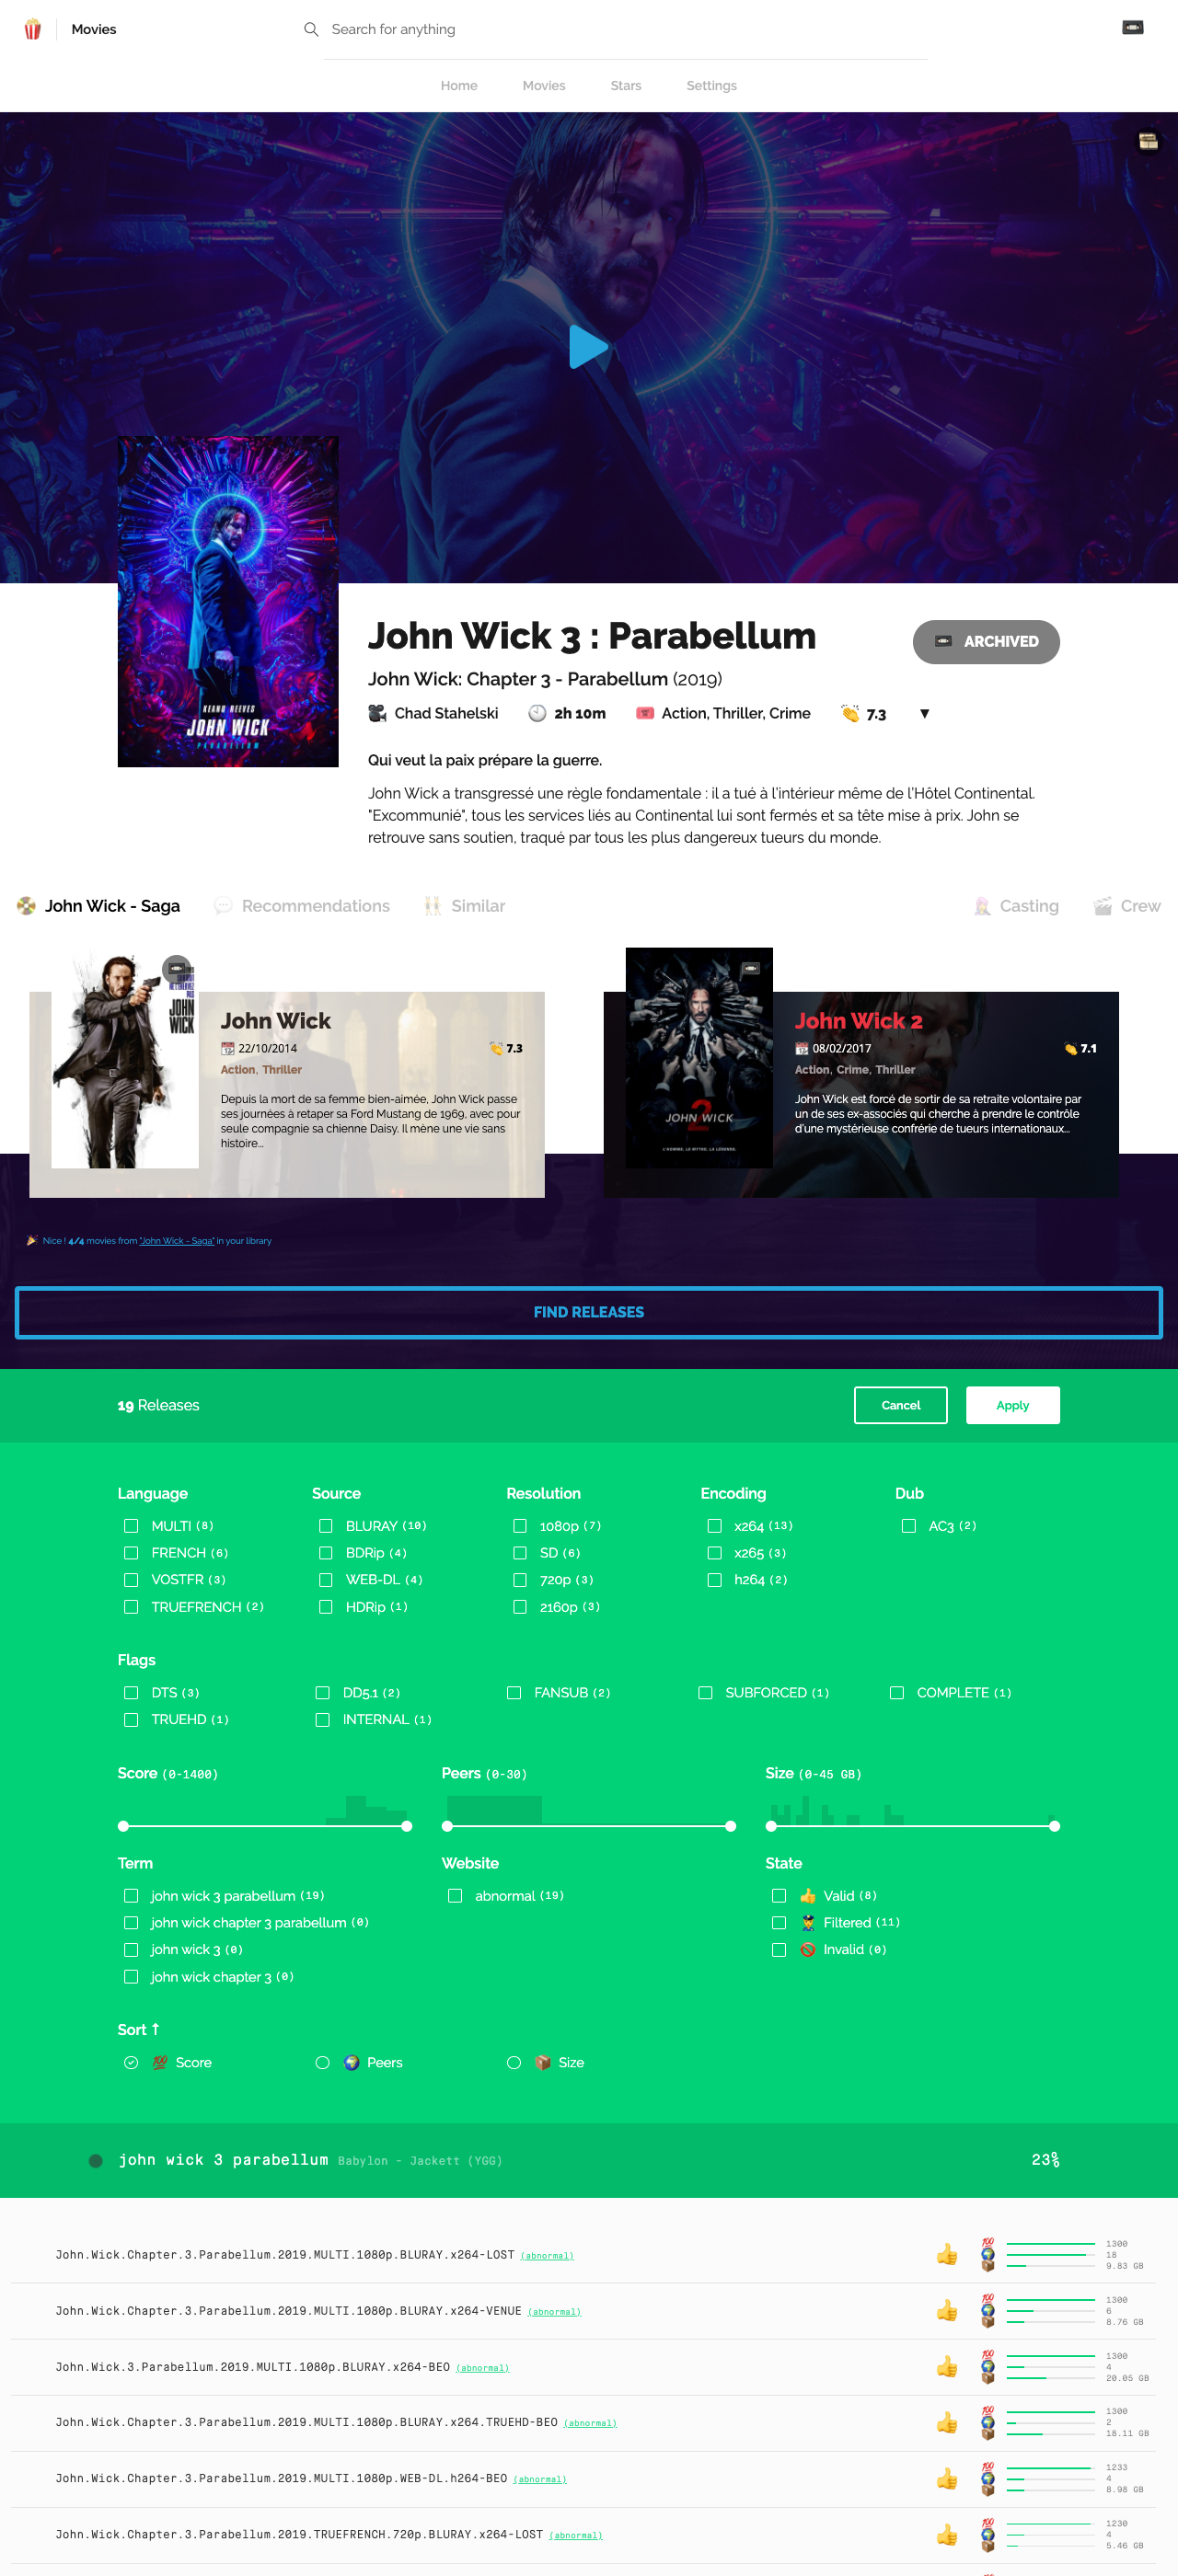 Movies
Search for anything
Home Movies Stars Settings
KEANU REEVES
JOHN WICK
PARABELLUM
John Wick 3 : Parabellum
ARCHIVED
John Wick: Chapter 3 - Parabellum (2019)
Chad Stahelski 2h 10m Action, Thriller, Crime 7.3 ▼
Qui veut la paix prépare la guerre.
John Wick a transgressé une règle fondamentale : il a tué à l'intérieur même de l'Hôtel Continental.
"Excommunié", tous les services liés au Continental lui sont fermés et sa tête mise à prix. John se
retrouve sans soutien, traqué par tous les plus dangereux tueurs du monde.
John Wick - Saga Recommendations Similar Casting Crew
JOHN
WICK
John Wick
22/10/2014 7.3
Action, Thriller
Depuis la mort de sa femme bien-aimée, John Wick passe
ses journées à retaper sa Ford Mustang de 1969, avec pour
seule compagnie sa chienne Daisy. Il mène une vie sans
histoire...
2
JOHN WICK
L'HOMME. LE MYTHE. LA LÉGENDE.
John Wick 2
08/02/2017 7.1
Action, Crime, Thriller
John Wick est forcé de sortir de sa retraite volontaire par
un de ses ex-associés qui cherche à prendre le contrôle
d'une mystérieuse confrérie de tueurs internationaux...
Nice ! 4/4 movies from "John Wick - Saga" in your library
FIND RELEASES
19 Releases
Cancel Apply
Language Source Resolution Encoding Dub
MULTI (8) BLURAY (10) 1080p (7) x264 (13) AC3 (2)
FRENCH (6) BDRip (4) SD (6) x265 (3)
VOSTFR (3) WEB-DL (4) 720p (3) h264 (2)
TRUEFRENCH (2) HDRip (1) 2160p (3)
Flags
DTS (3) DD5.1 (2) FANSUB (2) SUBFORCED (1) COMPLETE (1)
TRUEHD (1) INTERNAL (1)
Score (0-1400) Peers (0-30) Size (0-45 GB)
Term Website State
john wick 3 parabellum (19) abnormal (19) Valid (8)
john wick chapter 3 parabellum (0) Filtered (11)
john wick 3 (0) Invalid (0)
john wick chapter 3 (0)
Sort ↑
Score Peers Size
john wick 3 parabellum Babylon - Jackett (YGG) 23%
John.Wick.Chapter.3.Parabellum.2019.MULTI.1080p.BLURAY.x264-LOST (abnormal)
1300
18
9.83 GB
John.Wick.Chapter.3.Parabellum.2019.MULTI.1080p.BLURAY.x264-VENUE (abnormal)
1300
6
8.76 GB
John.Wick.3.Parabellum.2019.MULTI.1080p.BLURAY.x264-BEO (abnormal)
1300
4
20.05 GB
John.Wick.Chapter.3.Parabellum.2019.MULTI.1080p.BLURAY.x264.TRUEHD-BEO (abnormal)
1300
2
18.11 GB
John.Wick.Chapter.3.Parabellum.2019.MULTI.1080p.WEB-DL.h264-BEO (abnormal)
1233
4
8.98 GB
John.Wick.Chapter.3.Parabellum.2019.TRUEFRENCH.720p.BLURAY.x264-LOST (abnormal)
1230
4
5.46 GB